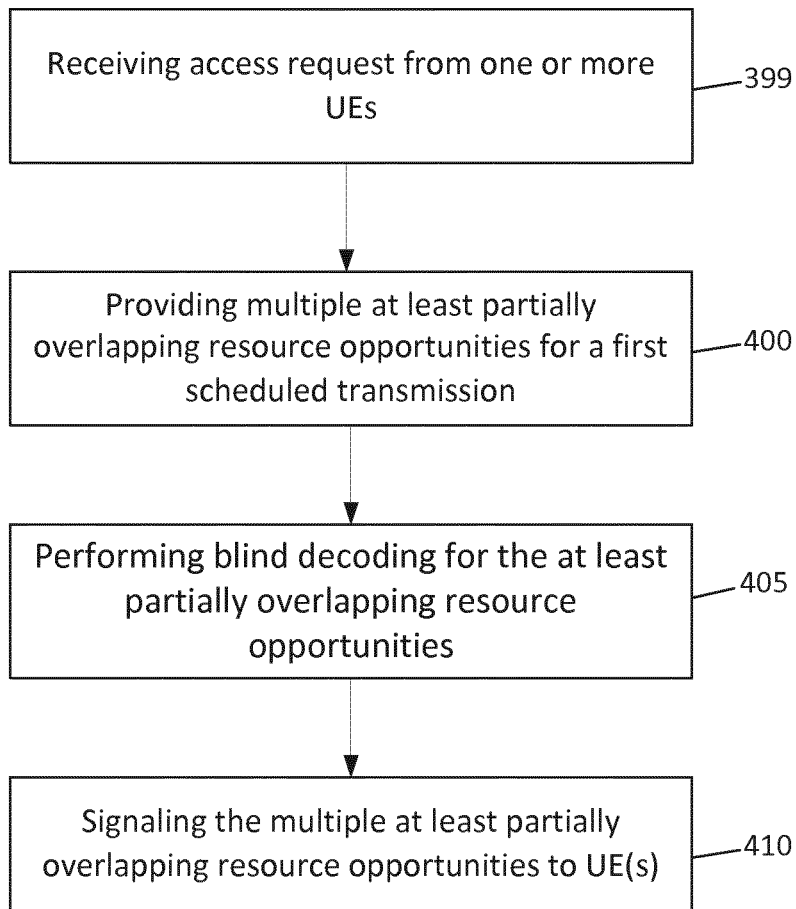 Receiving access request from one or more
UEs
399
Providing multiple at least partially
overlapping resource opportunities for a first
scheduled transmission
400
Performing blind decoding for the at least
partially overlapping resource
opportunities
405
Signaling the multiple at least partially
overlapping resource opportunities to UE(s)
410